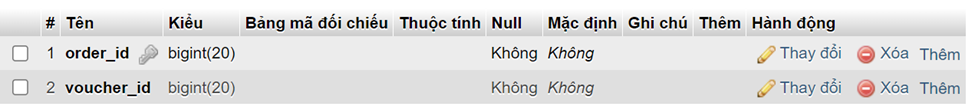 # Tên Kiểu Bảng mã đối chiếu Thuộc tính Null Mặc định Ghi chú Thêm Hành động
1 order_id bigint(20) Không Không Thay đổi Xóa Thêm
2 voucher_id bigint(20) Không Không Thay đổi Xóa Thêm